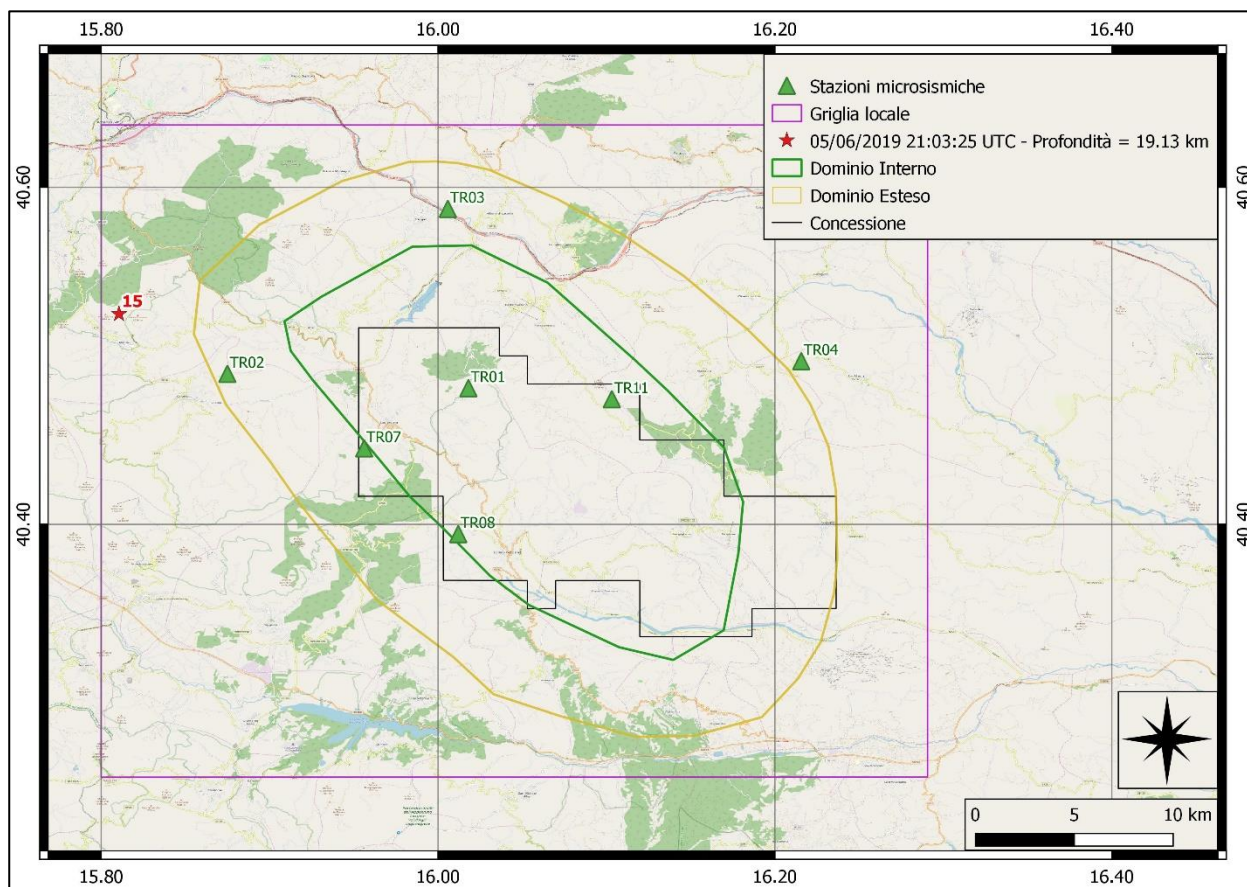 15.80 16.00 16.20 16.40
Stazioni microsismiche
Griglia locale
05/06/2019 21:03:25 UTC - Profondità = 19.13 km
Dominio Interno
Dominio Esteso
Concessione
40.60 40.60
TR03
15
TR02
TR01
TR04
TR11
TR07
40.40 40.40
TR08
0 5 10 km
15.80 16.00 16.20 16.40